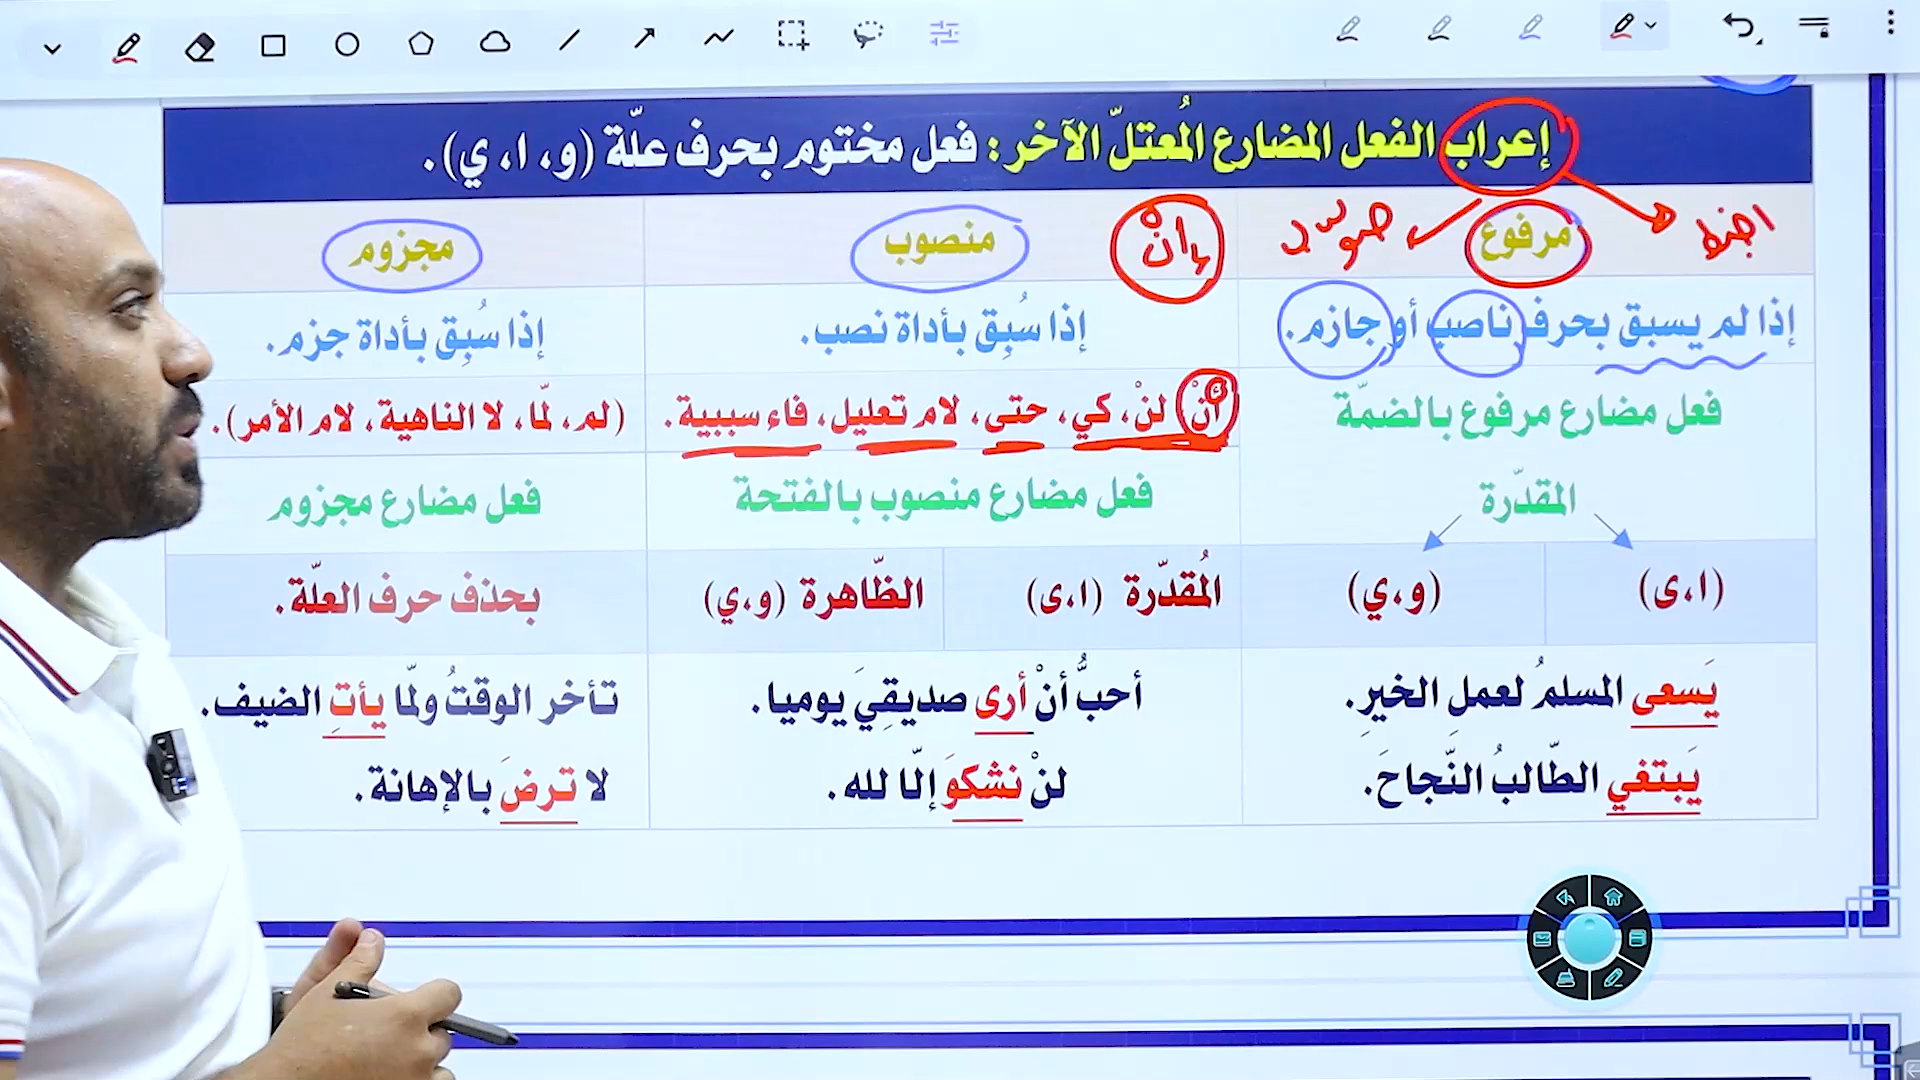 إعراب الفعل المضارع المُعتلّ الآخر: فعل مختوم بحرف علّة (و، ا، ي).
مرفوع
منصوب
مجزوم
إذا لم يسبق بحرف ناصب أو جازم.
إذا سُبِق بأداة نصب.
إذا سُبِق بأداة جزم.
فعل مضارع مرفوع بالضمّة
المقدّرة
أنْ، لنْ، كي، حتى، لام تعليل، فاء سببية.
(لم، لمّا، لا الناهية، لام الأمر).
فعل مضارع منصوب بالفتحة
فعل مضارع مجزوم
(ا،ى)
(و،ي)
المُقدّرة (ا،ى)
الظّاهرة (و،ي)
بحذف حرف العلّة.
يَسعى المسلمُ لعملِ الخيرِ.
أحبُّ أنْ أرى صديقِيَ يوميا.
تأخر الوقتُ ولمّا يأتِ الضيف.
يَبتغي الطّالبُ النَّجاحَ.
لنْ نشكوَ إلّا لله.
لا ترضَ بالإهانة.